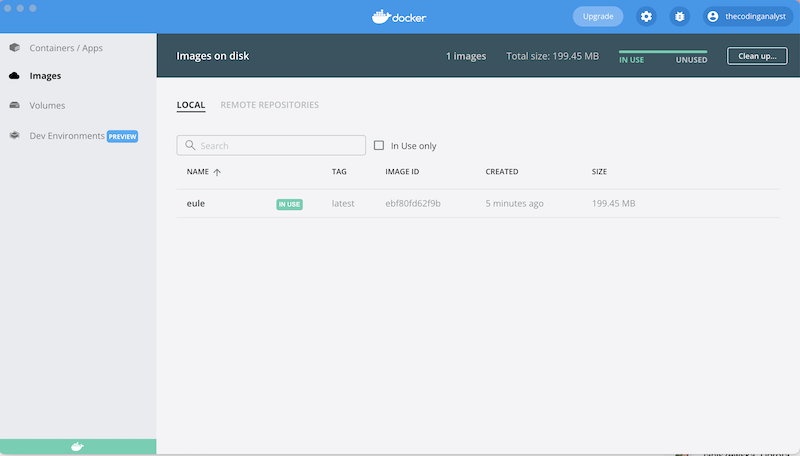 docker
Upgrade
thecodinganalyst
Containers / Apps
Images
Volumes
Dev Environments PREVIEW
Images on disk
1 images
Total size: 199.45 MB
IN USE
UNUSED
Clean up...
LOCAL
REMOTE REPOSITORIES
Search
In Use only
NAME TAG IMAGE ID CREATED SIZE
eule IN USE latest ebf80fd62f9b 5 minutes ago 199.45 MB